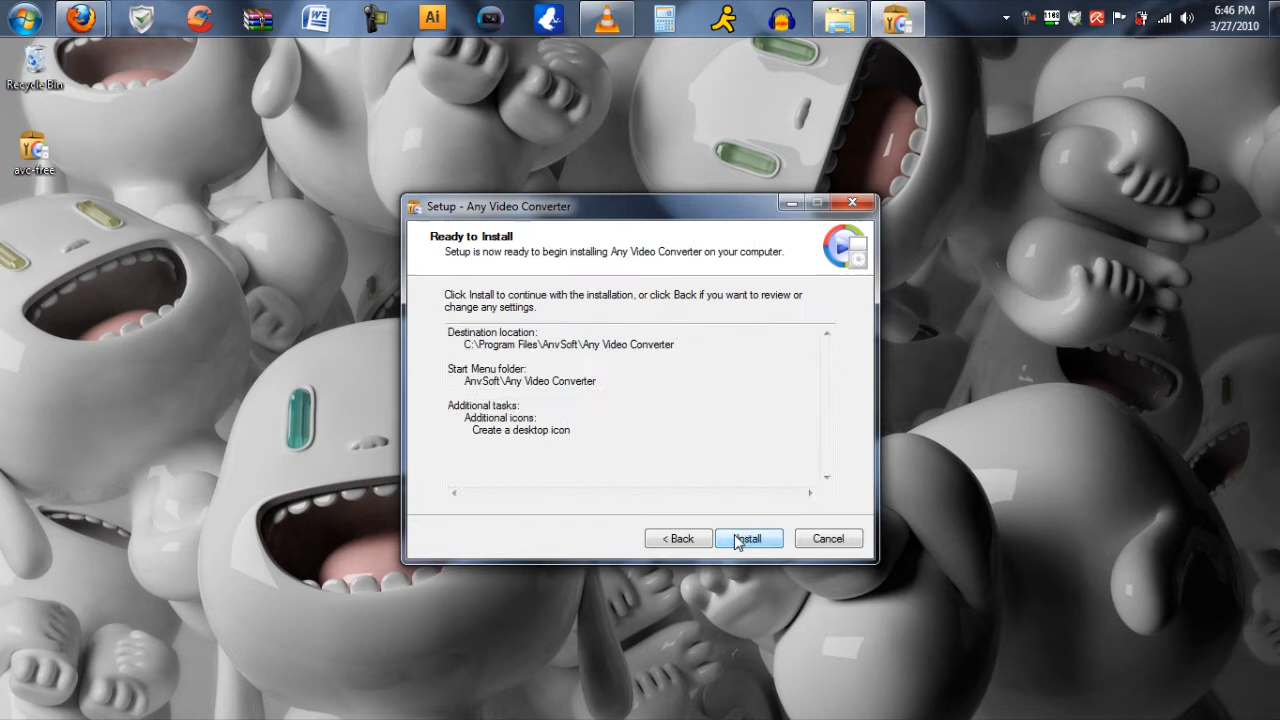 Ai
6:46 PM
3/27/2010
Recycle Bin
avc-free
Setup - Any Video Converter
Ready to Install
Setup is now ready to begin installing Any Video Converter on your computer.
Click Install to continue with the installation, or click Back if you want to review or
change any settings.
Destination location:
C:\Program Files\AnvSoft\Any Video Converter
Start Menu folder:
AnvSoft\Any Video Converter
Additional tasks:
Additional icons:
Create a desktop icon
< Back
Install
Cancel